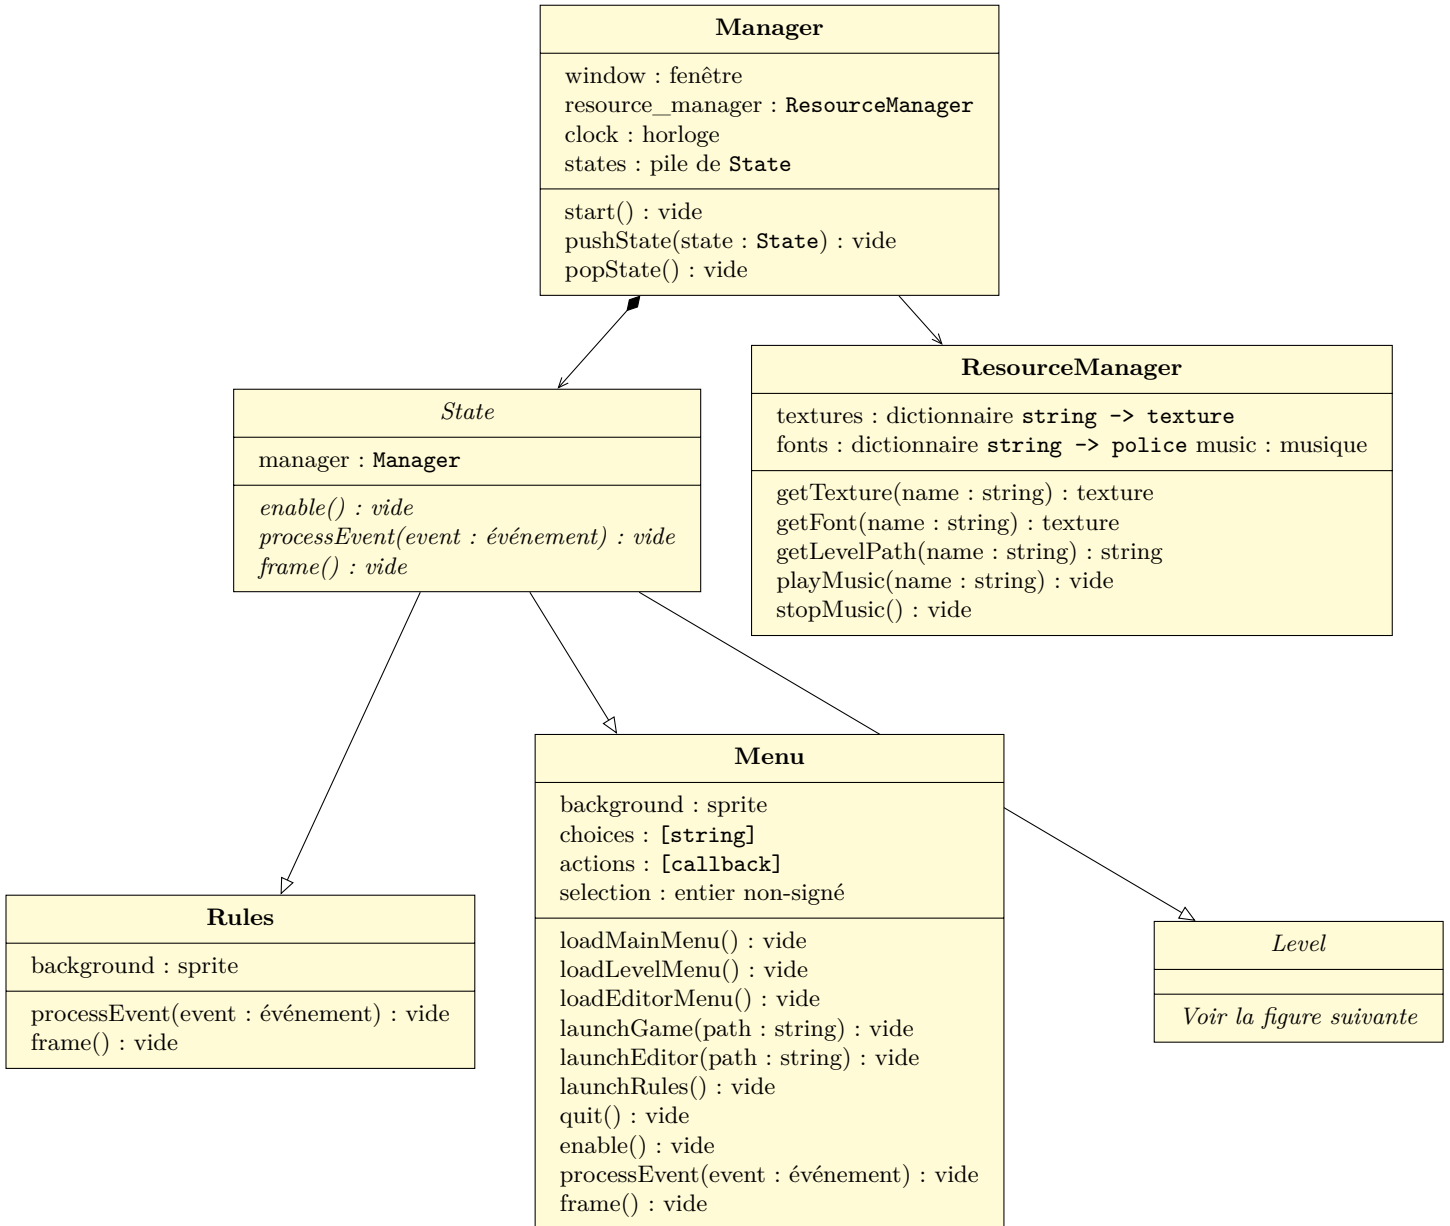 Manager
window : fenêtre
resource_manager : ResourceManager
clock : horloge
states : pile de State
start() : vide
pushState(state : State) : vide
popState() : vide
State
manager : Manager
enable() : vide
processEvent(event : événement) : vide
frame() : vide
ResourceManager
textures : dictionnaire string -> texture
fonts : dictionnaire string -> police music : musique
getTexture(name : string) : texture
getFont(name : string) : texture
getLevelPath(name : string) : string
playMusic(name : string) : vide
stopMusic() : vide
Rules
background : sprite
processEvent(event : événement) : vide
frame() : vide
Menu
background : sprite
choices : [string]
actions : [callback]
selection : entier non-signé
loadMainMenu() : vide
loadLevelMenu() : vide
loadEditorMenu() : vide
launchGame(path : string) : vide
launchEditor(path : string) : vide
launchRules() : vide
quit() : vide
enable() : vide
processEvent(event : événement) : vide
frame() : vide
Level
Voir la figure suivante